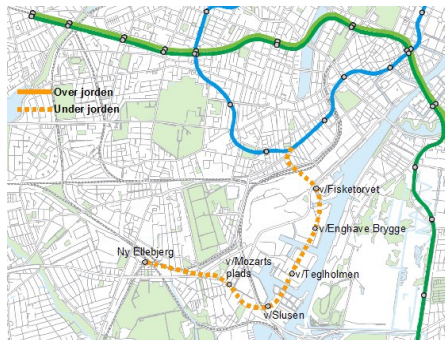 Over jorden
Under jorden
v/Fisketorvet
v/Enghave Brygge
Ny Ellebjerg
v/Mozarts
plads
v/Teglholmen
v/Slusen